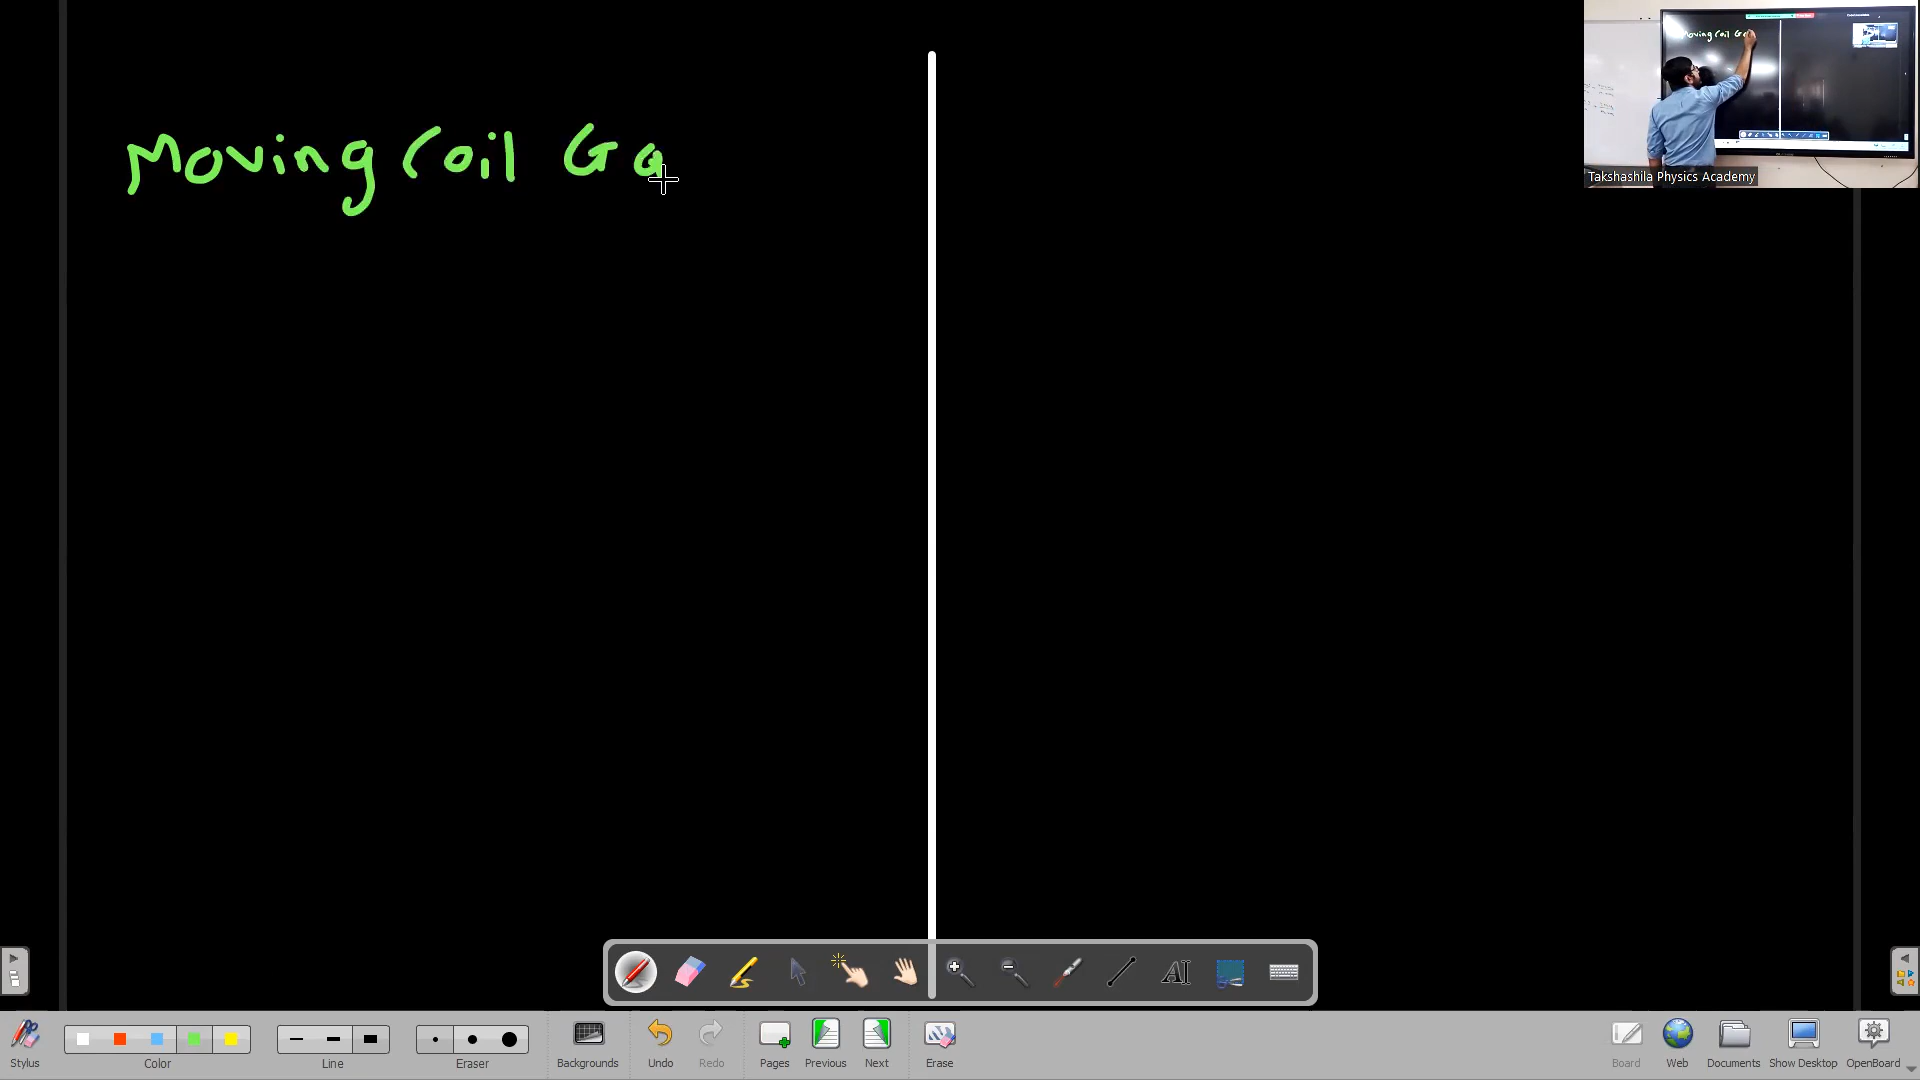 Moving Coil Ga
Takshashila Physics Academy
Stylus
Color
Line
Eraser
Backgrounds
Undo
Redo
Pages
Previous
Next
Erase
Board
Web
Documents
Show Desktop
OpenBoard